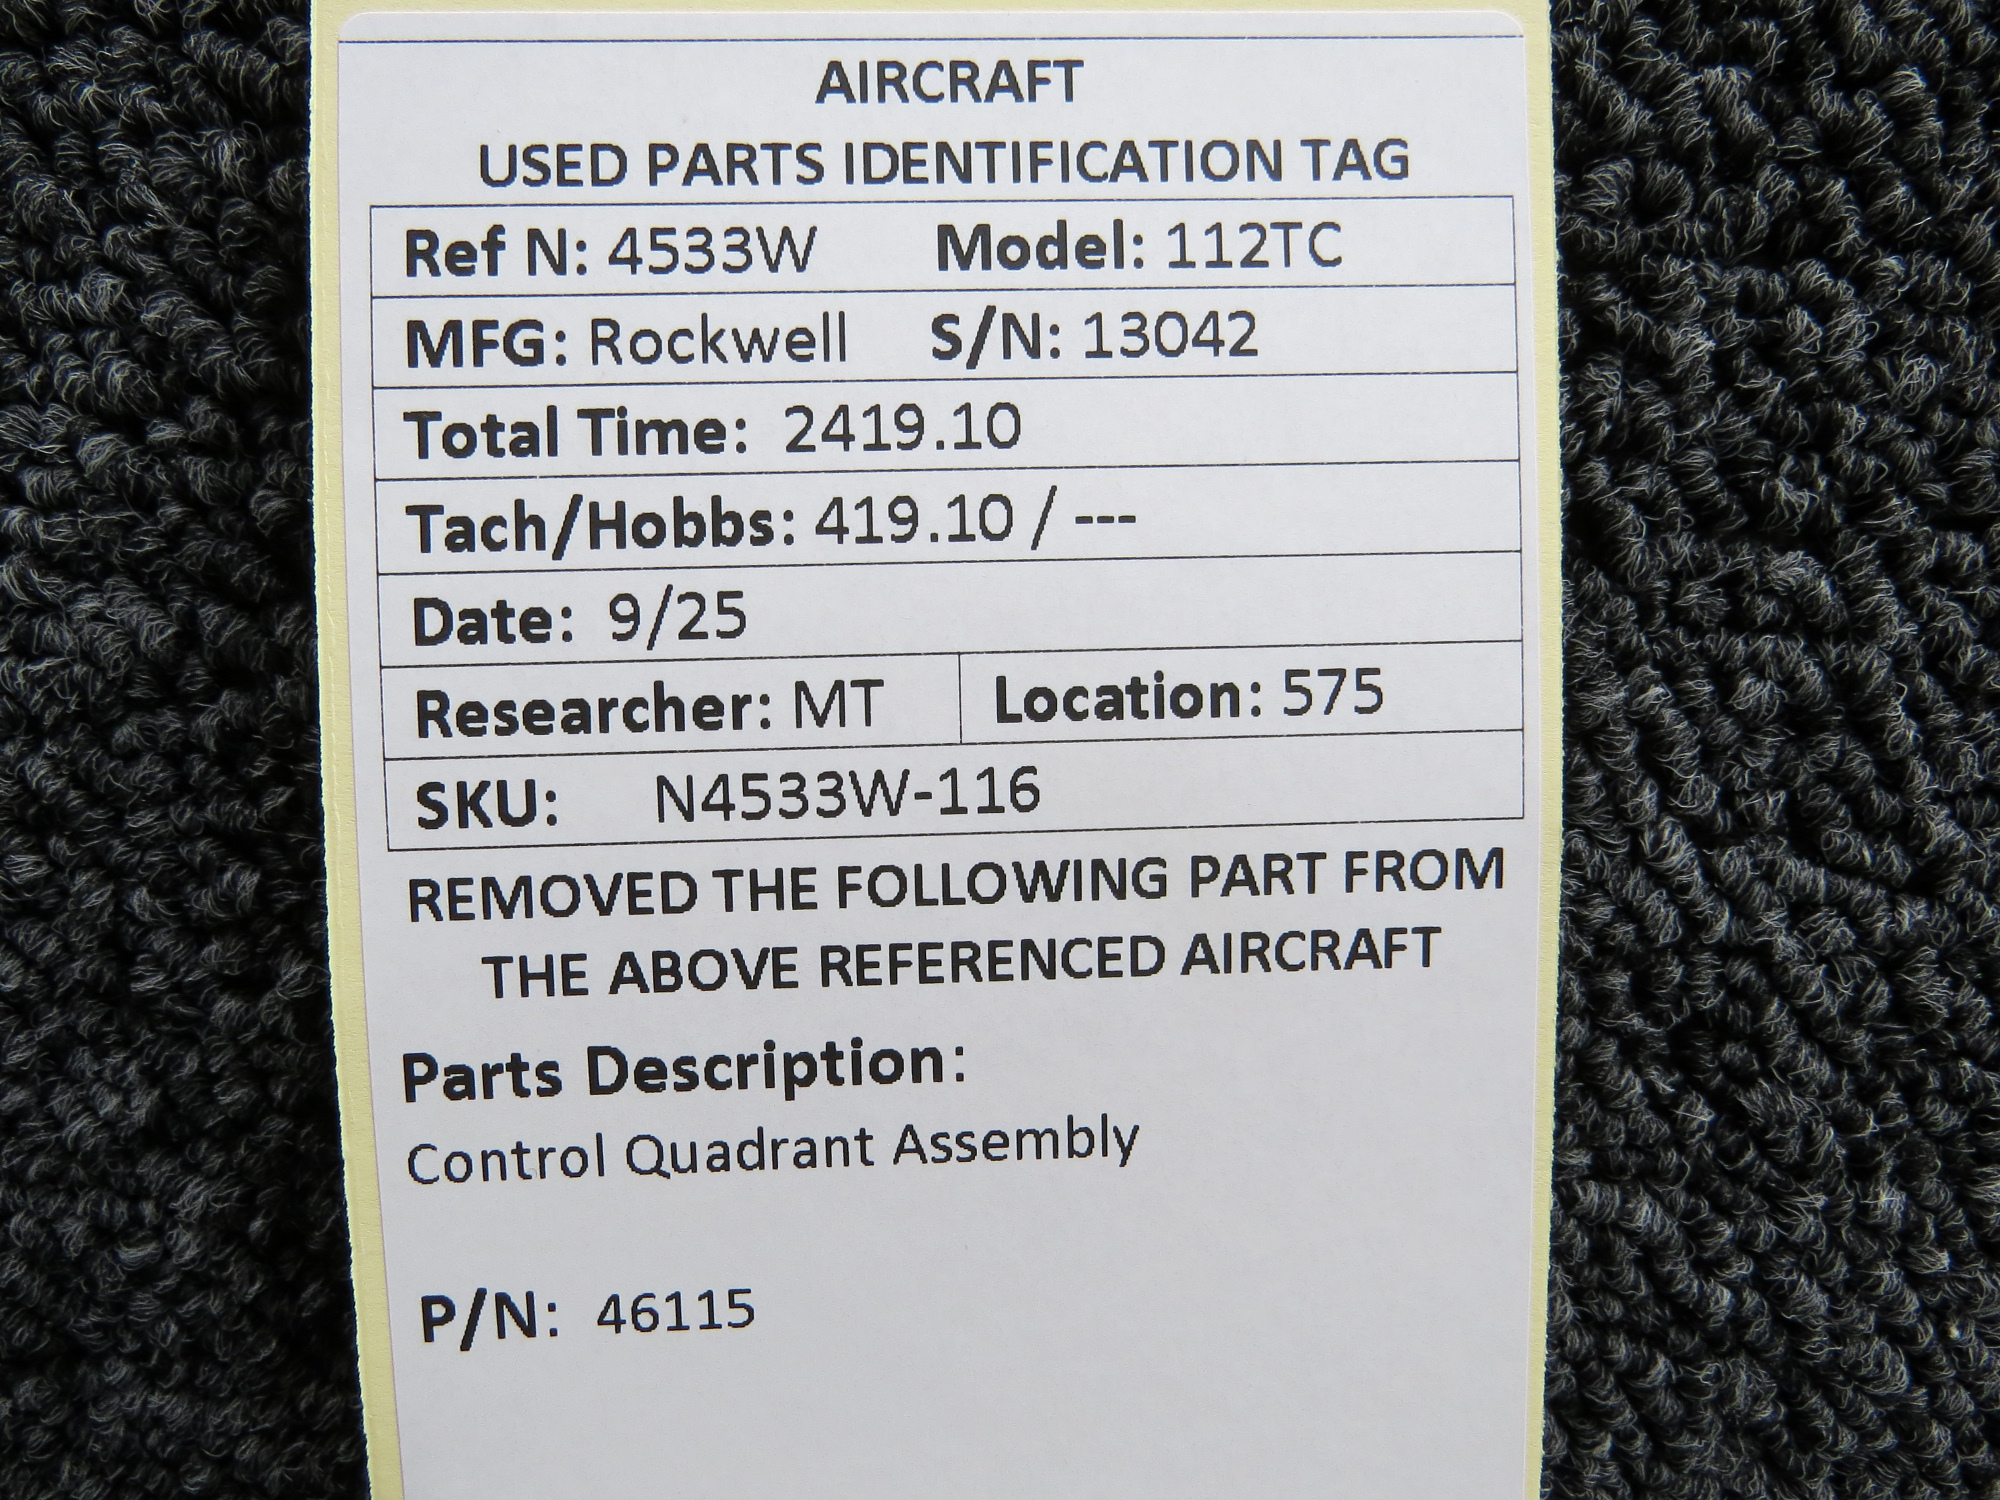 AIRCRAFT
USED PARTS IDENTIFICATION TAG
Ref N: 4533W Model: 112TC
MFG: Rockwell S/N: 13042
Total Time: 2419.10
Tach/Hobbs: 419.10 / ---
Date: 9/25
Researcher: MT Location: 575
SKU: N4533W-116
REMOVED THE FOLLOWING PART FROM
THE ABOVE REFERENCED AIRCRAFT
Parts Description:
Control Quadrant Assembly
P/N: 46115